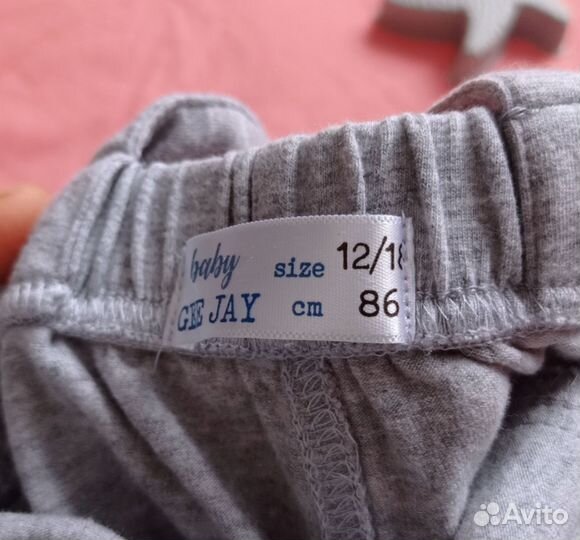 baby
GEE JAY
size 12/18
cm 86
Avito